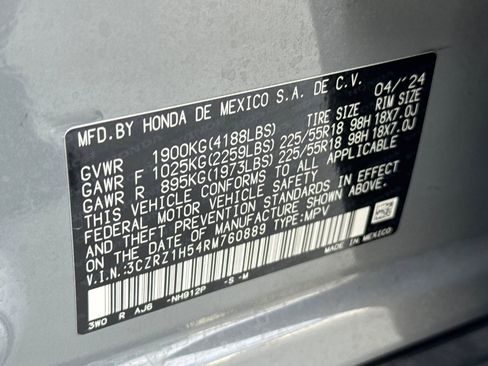 MFD. BY HONDA DE MEXICO S.A. DE C.V. 04/'24
TIRE SIZE RIM SIZE
GVWR 1900KG(4188LBS)
GAWR F 1025KG(2259LBS) 225/55R18 98H 18X7.0J
GAWR R 895KG(1973LBS) 225/55R18 98H 18X7.0J
THIS VEHICLE CONFORMS TO ALL APPLICABLE
FEDERAL MOTOR VEHICLE SAFETY
AND THEFT PREVENTION STANDARDS IN EFFECT
ON THE DATE OF MANUFACTURE SHOWN ABOVE.
V.I.N.:3CZRZ1H54RM760889 TYPE:MPV
MADE IN MEXICO
3W0 R AJ6 -NH912P -S -M